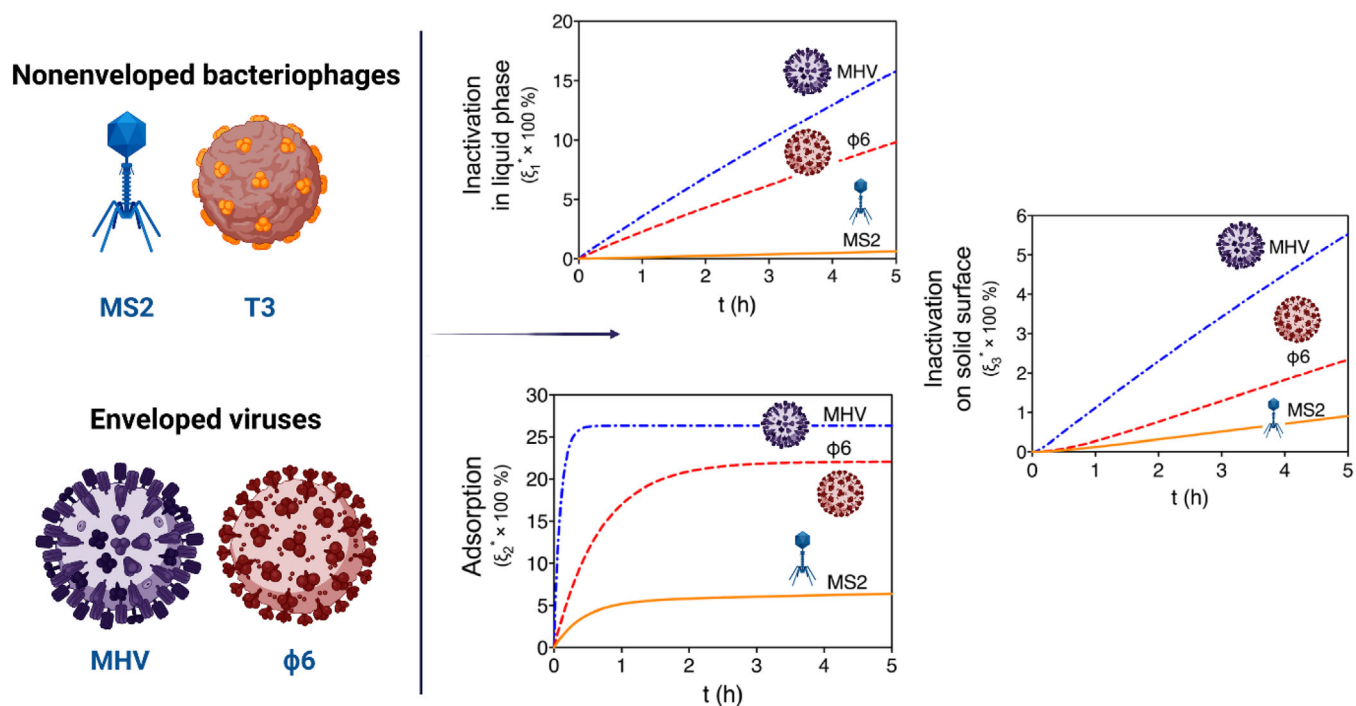 Nonenveloped bacteriophages
MS2
T3
Enveloped viruses
MHV
ϕ6
Inactivation
in liquid phase
(ξ₁* × 100 %)
20
15
10
5
0
MHV
ϕ6
MS2
0 1 2 3 4 5
t (h)
Adsorption
(ξ₂* × 100 %)
30
25
20
15
10
5
0
MHV
ϕ6
MS2
0 1 2 3 4 5
t (h)
Inactivation
on solid surface
(ξ₃* × 100 %)
6
5
4
3
2
1
0
MHV
ϕ6
MS2
0 1 2 3 4 5
t (h)